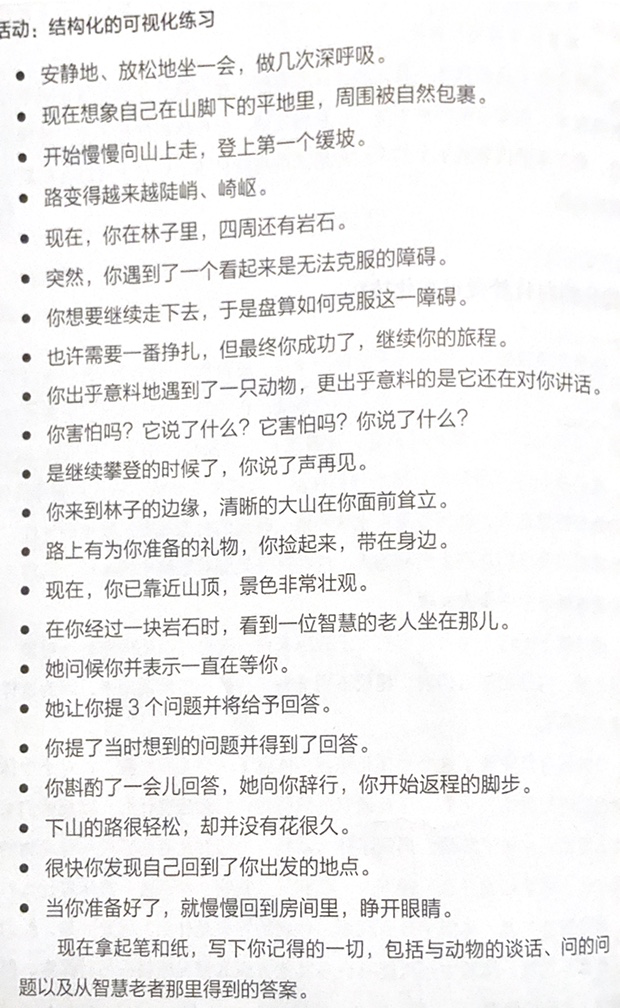 活动：结构化的可视化练习
● 安静地、放松地坐一会，做几次深呼吸。
● 现在想象自己在山脚下的平地里，周围被自然包裹。
● 开始慢慢向山上走，登上第一个缓坡。
● 路变得越来越陡峭、崎岖。
● 现在，你在林子里，四周还有岩石。
● 突然，你遇到了一个看起来是无法克服的障碍。
● 你想要继续走下去，于是盘算如何克服这一障碍。
● 也许需要一番挣扎，但最终你成功了，继续你的旅程。
● 你出乎意料地遇到了一只动物，更出乎意料的是它还在对你讲话。
● 你害怕吗？它说了什么？它害怕吗？你说了什么？
● 是继续攀登的时候了，你说了声再见。
● 你来到林子的边缘，清晰的大山在你面前耸立。
● 路上有为你准备的礼物，你捡起来，带在身边。
● 现在，你已靠近山顶，景色非常壮观。
● 在你经过一块岩石时，看到一位智慧的老人坐在那儿。
● 她问候你并表示一直在等你。
● 她让你提 3 个问题并将给予回答。
● 你提了当时想到的问题并得到了回答。
● 你斟酌了一会儿回答，她向你辞行，你开始返程的脚步。
● 下山的路很轻松，却并没有花很久。
● 很快你发现自己回到了你出发的地点。
● 当你准备好了，就慢慢回到房间里，睁开眼睛。
现在拿起笔和纸，写下你记得的一切，包括与动物的谈话、问的问
题以及从智慧老者那里得到的答案。